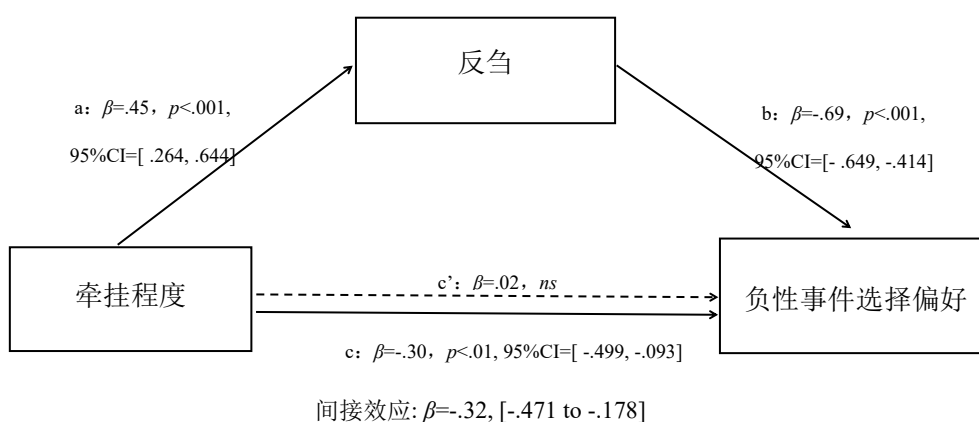 反刍
a：β=.45，p<.001,
95%CI=[ .264, .644]
b：β=-.69，p<.001,
95%CI=[- .649, -.414]
牵挂程度
c’：β=.02，ns
负性事件选择偏好
c：β=-.30，p<.01, 95%CI=[ -.499, -.093]
间接效应: β=-.32, [-.471 to -.178]